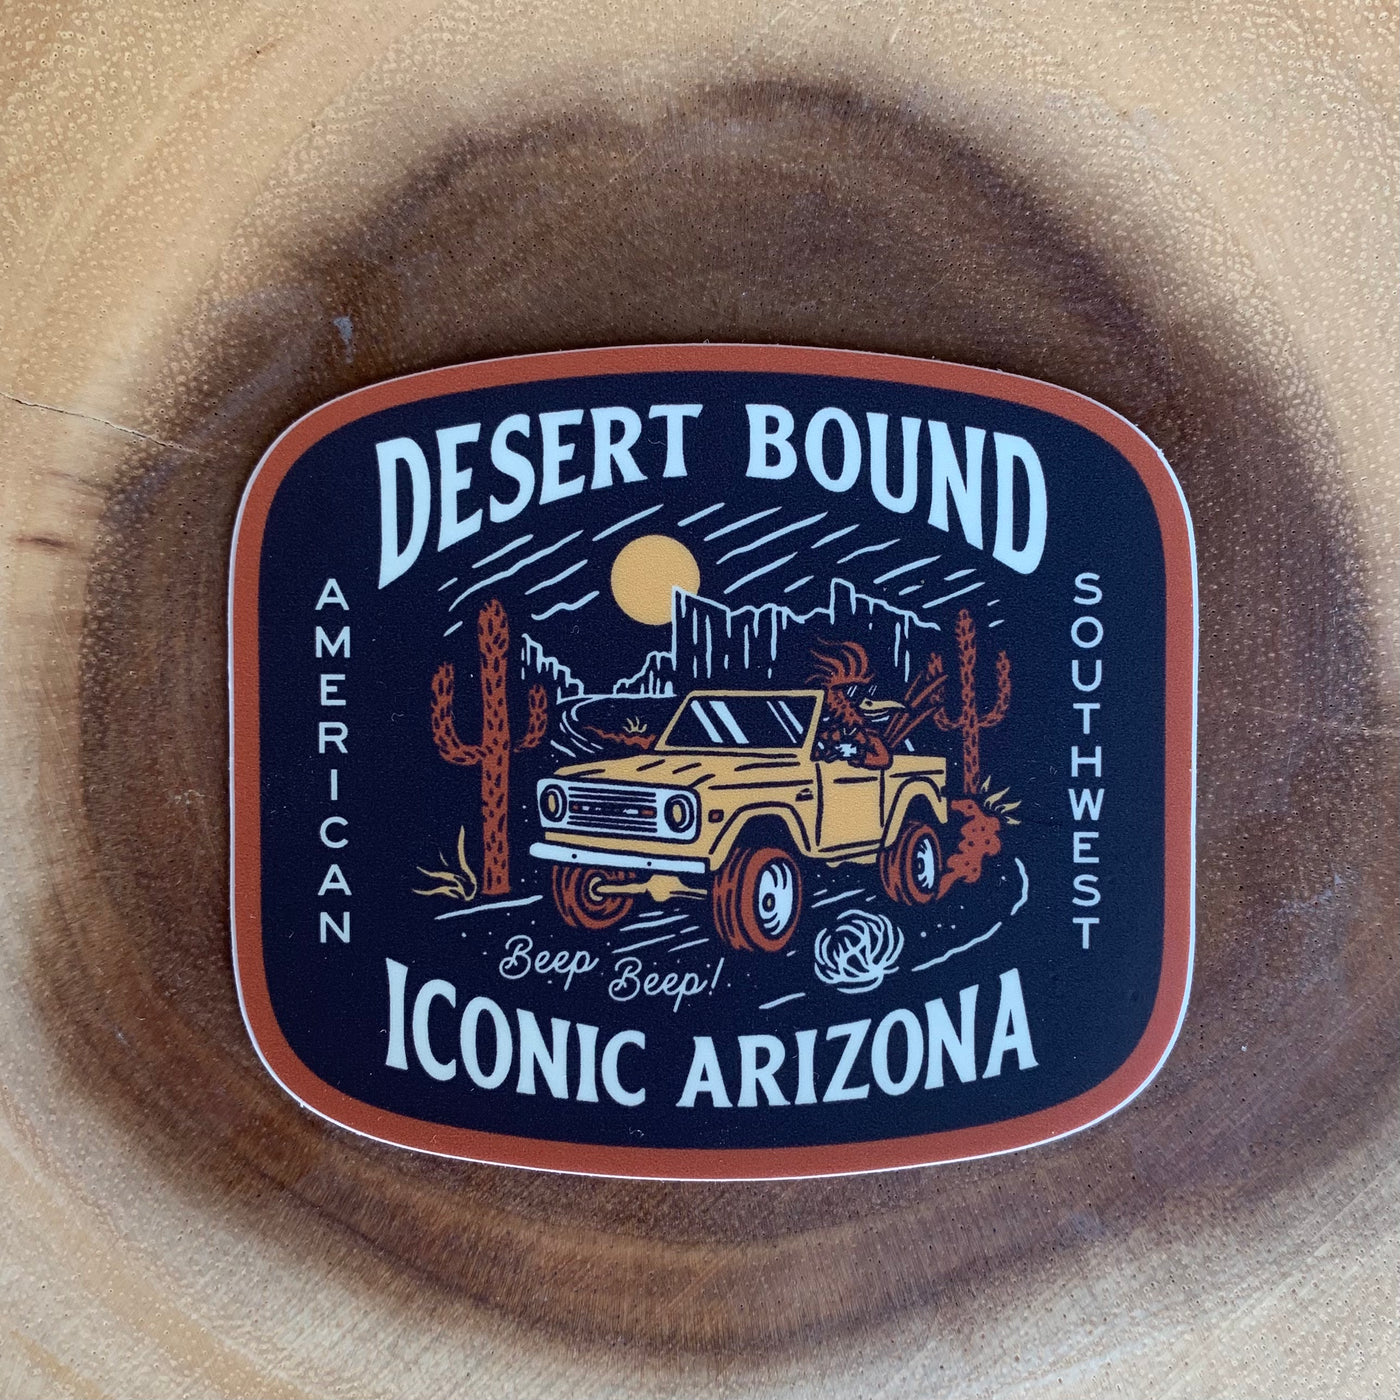 DESERT BOUND
AMERICAN
SOUTHWEST
Beep Beep!
ICONIC ARIZONA